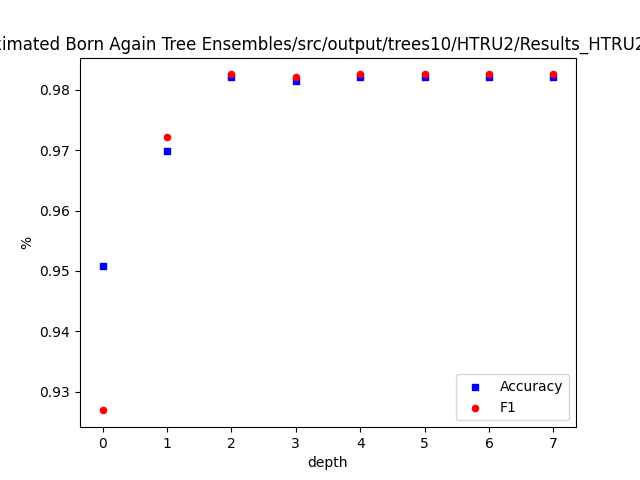 Born Again Tree Ensembles/src/output/trees10/HTRU2/Results_HTRU2
0.98
0.97
0.96
0.95
0.94
0.93
%
0 1 2 3 4 5 6 7
depth
Accuracy
F1